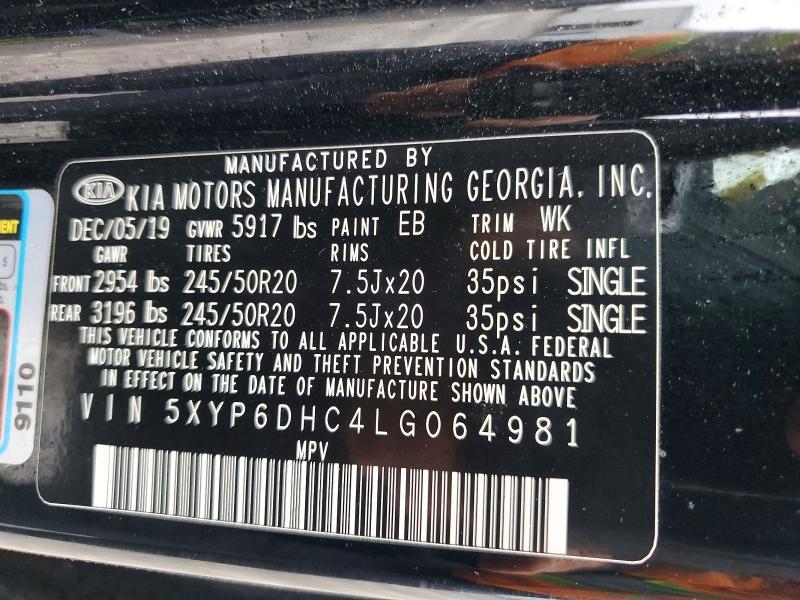 MANUFACTURED BY
KIA KIA MOTORS MANUFACTURING GEORGIA, INC.
DEC/05/19 GVWR 5917 lbs PAINT EB TRIM WK
GAWR TIRES RIMS COLD TIRE INFL
FRONT 2954 lbs 245/50R20 7.5Jx20 35psi SINGLE
REAR 3196 lbs 245/50R20 7.5Jx20 35psi SINGLE
THIS VEHICLE CONFORMS TO ALL APPLICABLE U.S.A. FEDERAL
MOTOR VEHICLE SAFETY AND THEFT PREVENTION STANDARDS
IN EFFECT ON THE DATE OF MANUFACTURE SHOWN ABOVE
VIN 5XYP6DHC4LG064981
MPV
5
9110